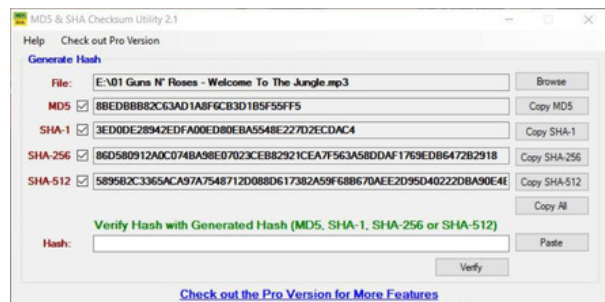 MD5 & SHA Checksum Utility 2.1
Help Check out Pro Version
Generate Hash
File: E:\01 Guns N' Roses - Welcome To The Jungle.mp3 Browse
MD5 8BEDBBB82C63AD1A8F6CB3D1B5F55FF5 Copy MD5
SHA-1 3ED0DE28942EDFA00ED80EBA5548E227D2ECDAC4 Copy SHA-1
SHA-256 86D580912A0C074BA98E07023CEB82921CEA7F563A58DDAF1769EDB6472B2918 Copy SHA-256
SHA-512 5895B2C3365ACA97A7548712D088D617382A59F68B670AEE2D95D40222DBA90E4E Copy SHA-512
Copy All
Verify Hash with Generated Hash (MD5, SHA-1, SHA-256 or SHA-512)
Hash: Paste
Verify
Check out the Pro Version for More Features